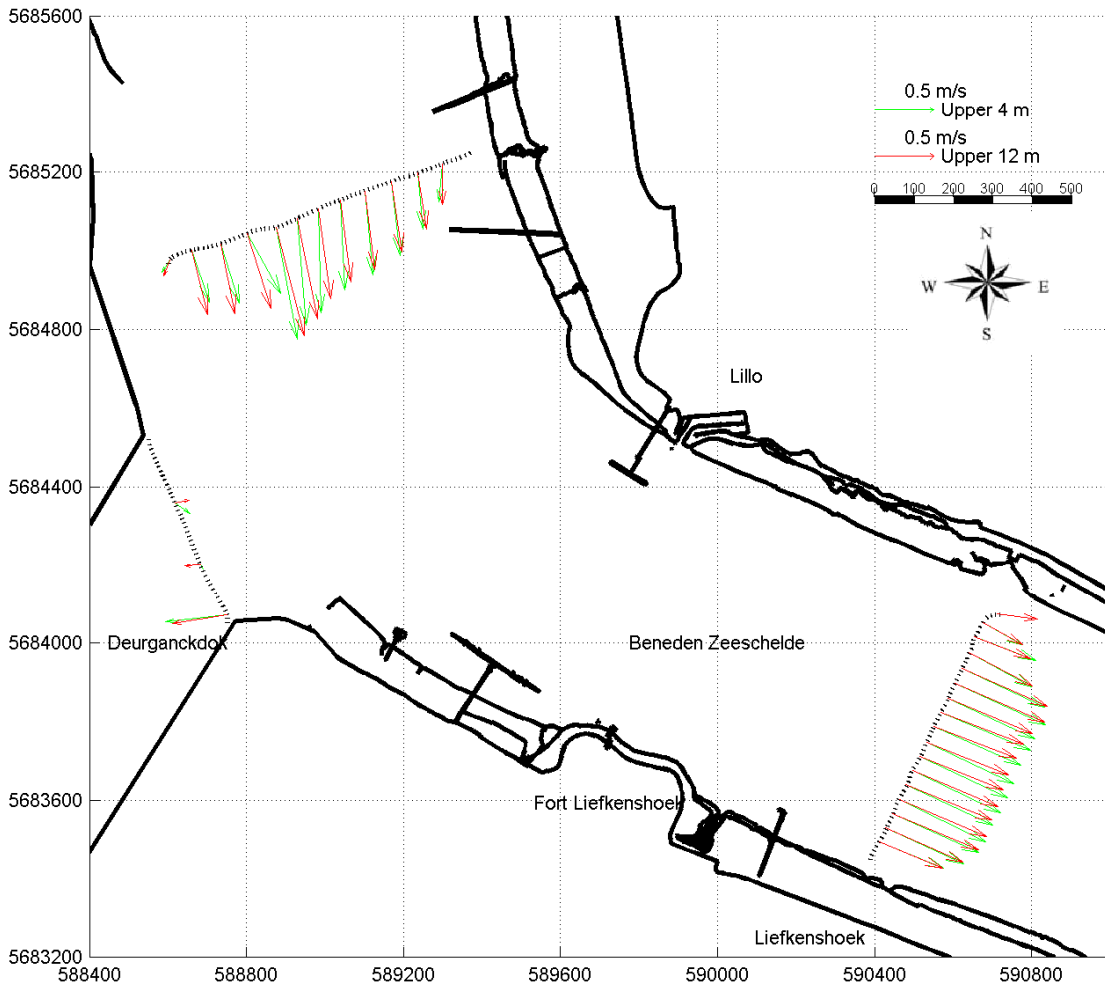 5685600
5685200
5684800
5684400
5684000
5683600
5683200
588400
588800
589200
589600
590000
590400
590800
0.5 m/s
Upper 4 m
0.5 m/s
Upper 12 m
0 100 200 300 400 500
N
W E
S
Lillo
Deurganckdok
Beneden Zeeschelde
Fort Liefkenshoek
Liefkenshoek